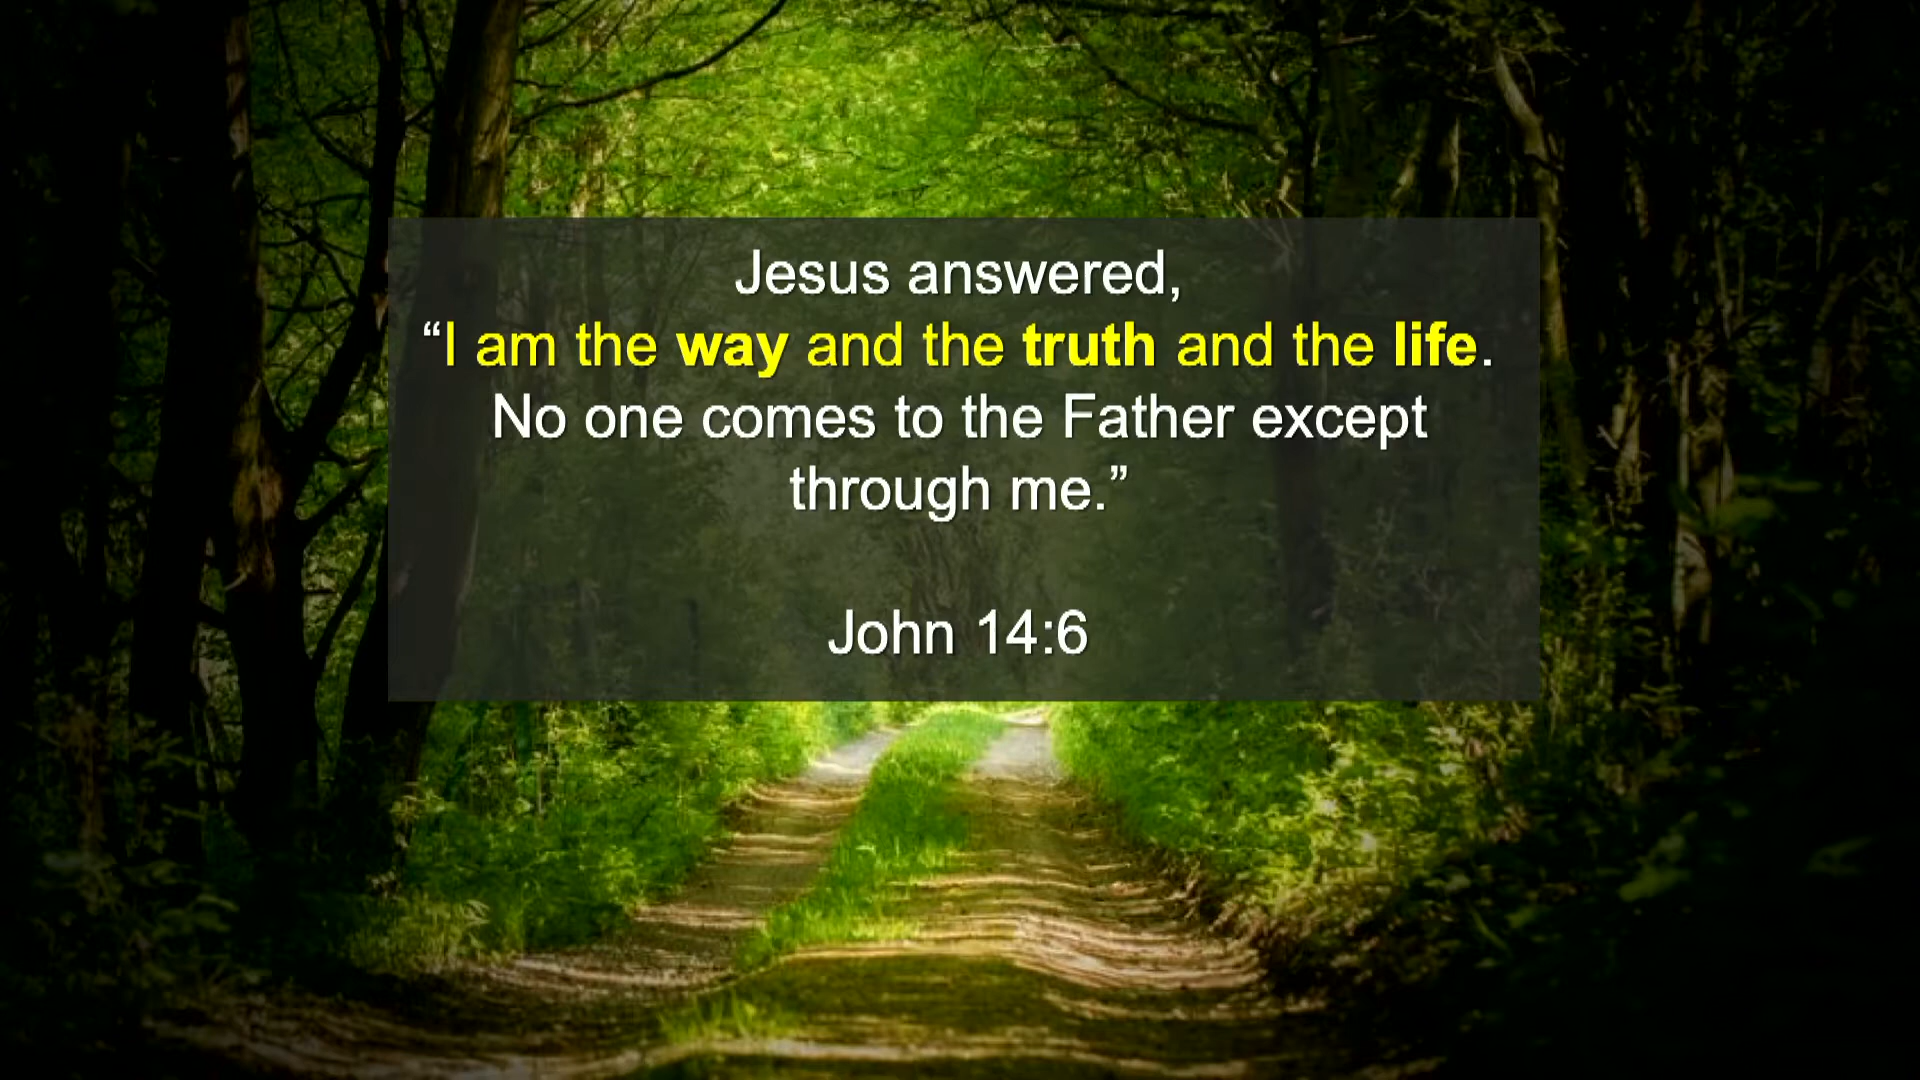 Jesus answered,
“I am the way and the truth and the life.
No one comes to the Father except
through me.”
John 14:6